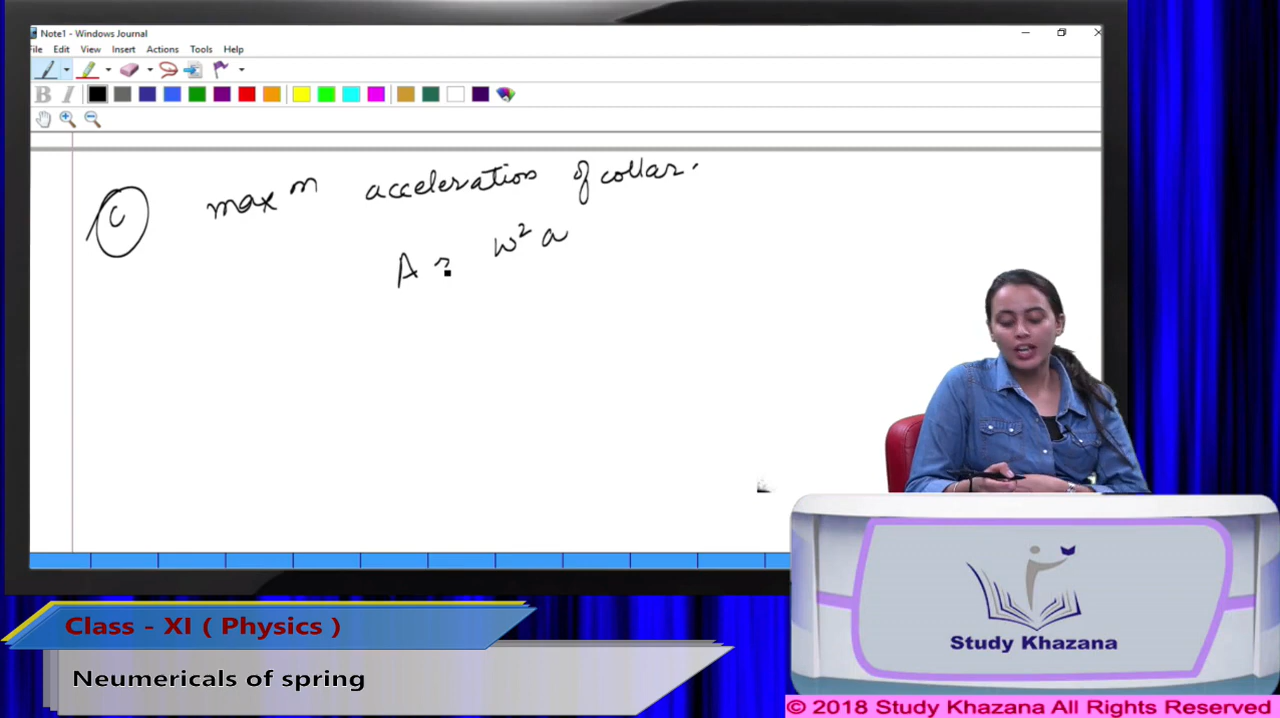 Note1 - Windows Journal
File Edit View Insert Actions Tools Help
B I
C maxm acceleration of collar.
A = w² a
Study Khazana
Class - XI ( Physics )
Neumericals of spring
© 2018 Study Khazana All Rights Reserved